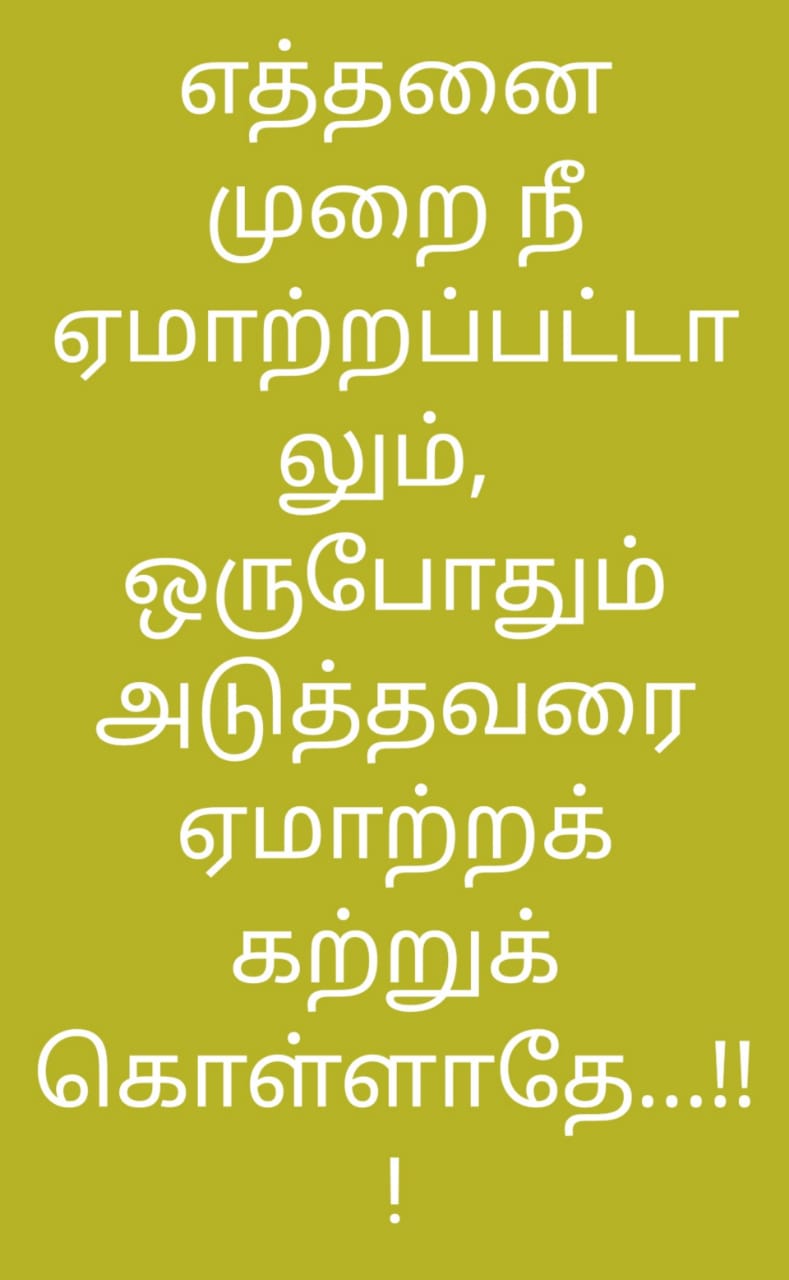 எத்தனை
முறை நீ
ஏமாற்றப்பட்டா
லும்,
ஒருபோதும்
அடுத்தவரை
ஏமாற்றக்
கற்றுக்
கொள்ளாதே...!!
!